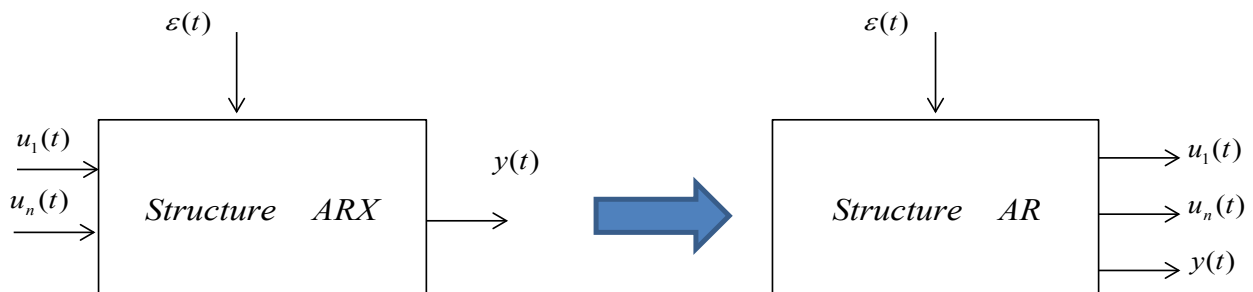 ε(t)
u₁(t)
uₙ(t)
Structure ARX
y(t)
ε(t)
Structure AR
u₁(t)
uₙ(t)
y(t)